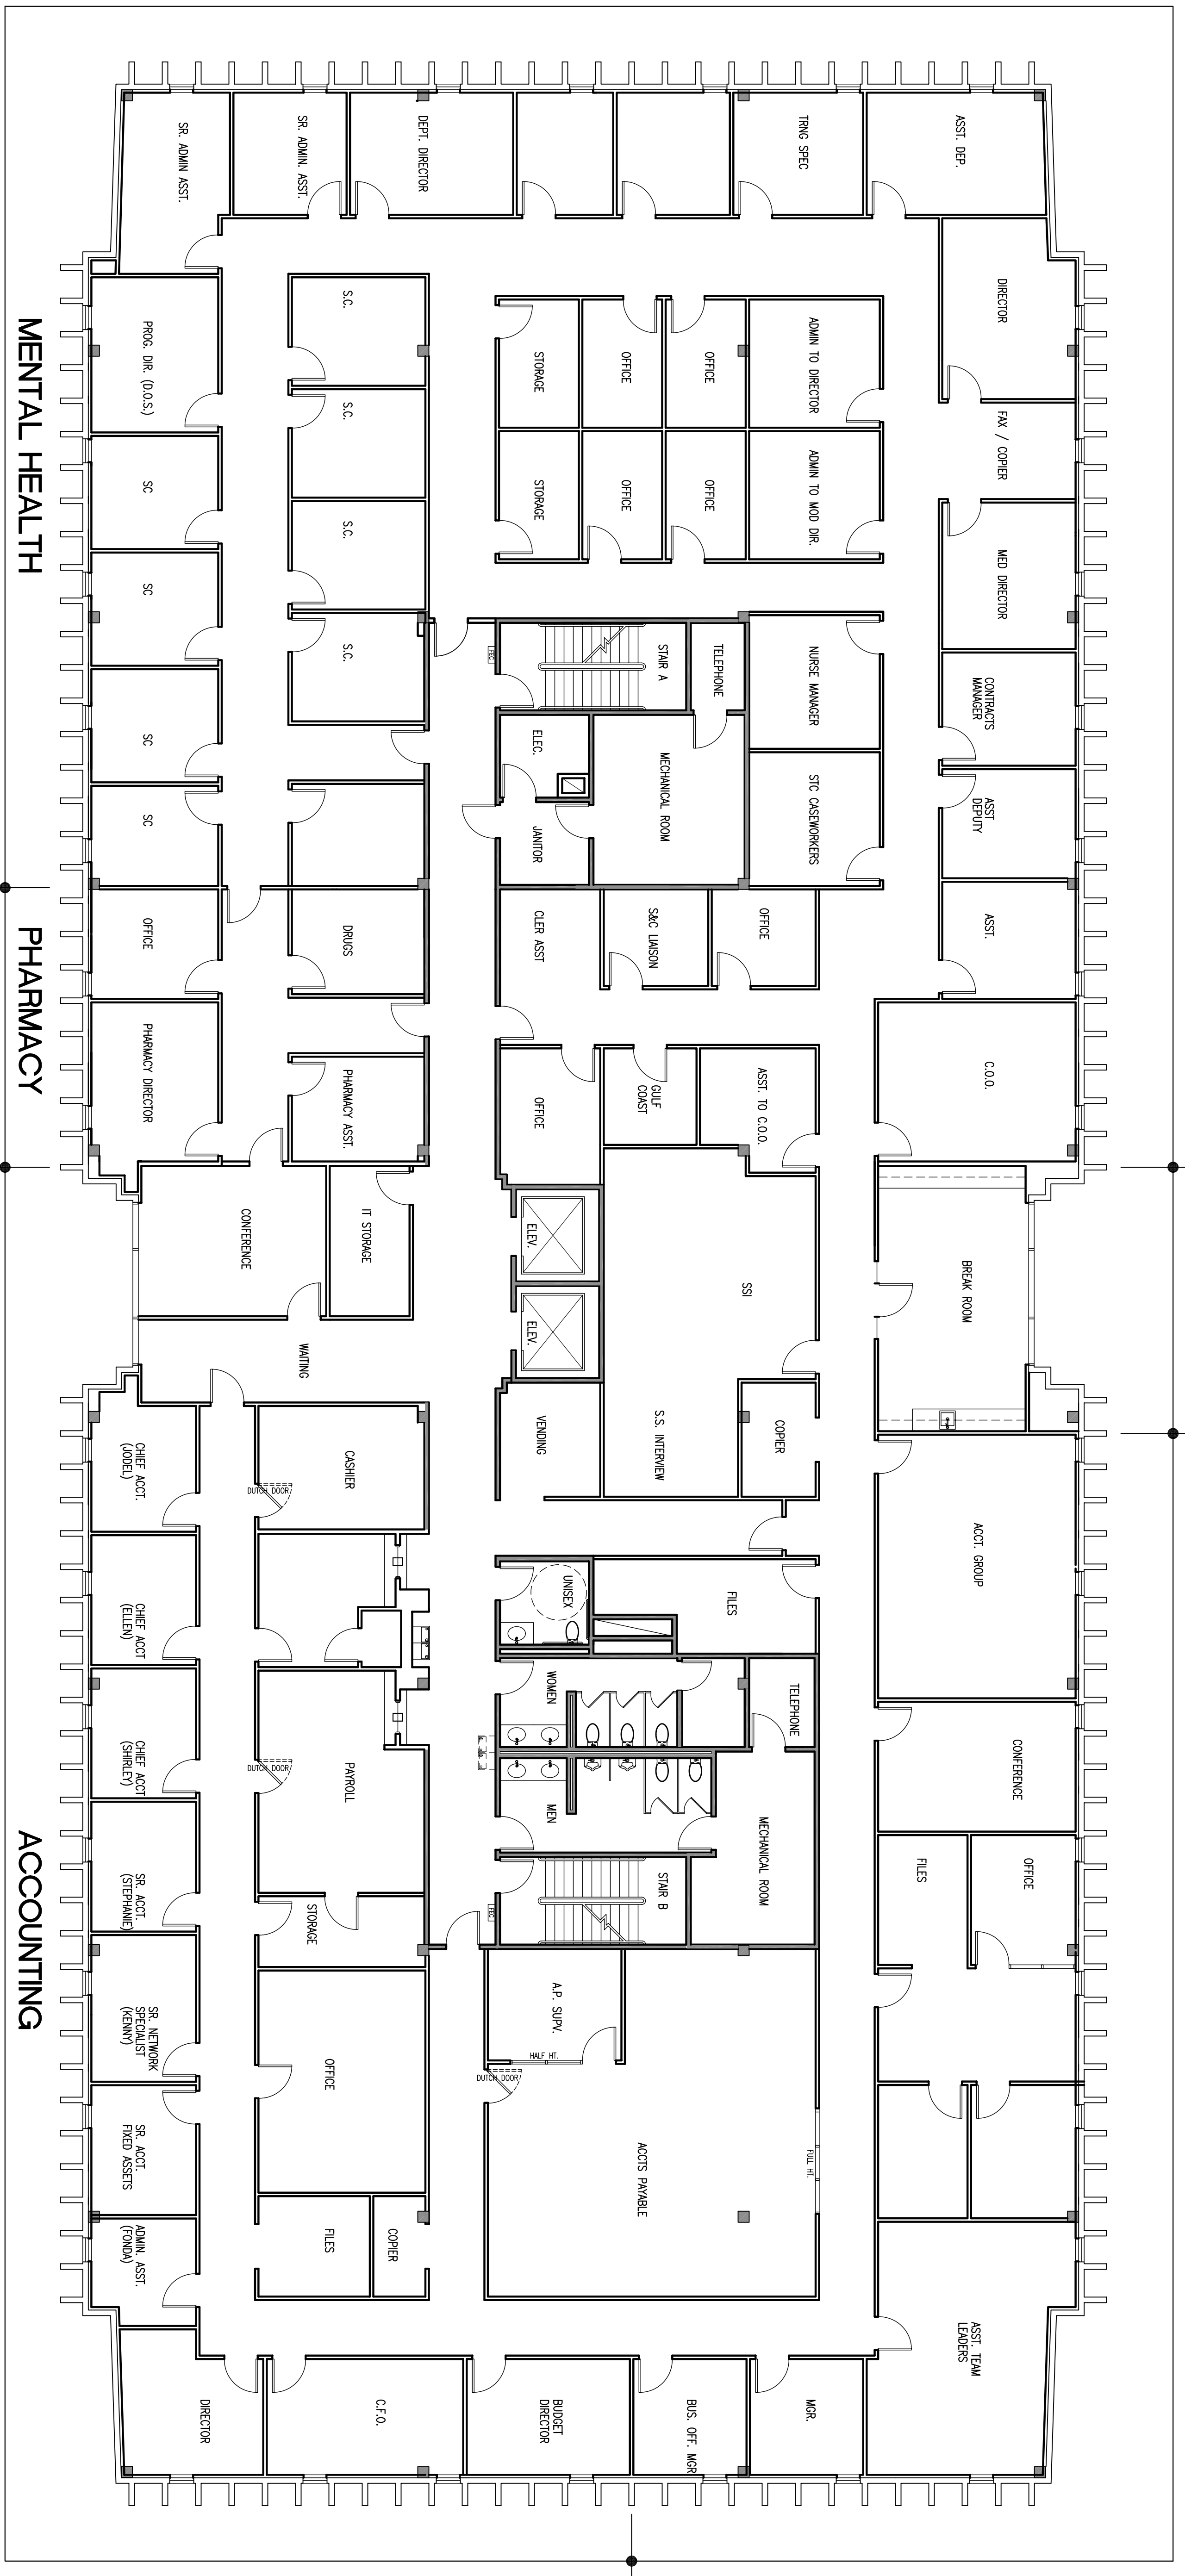 ASST. DEP.
TRNG SPEC
DEPT. DIRECTOR
SR. ADMIN. ASST.
SR. ADMIN ASST.
DIRECTOR
FAX / COPIER
MED DIRECTOR
CONTRACTS
MANAGER
ASST
DEPUTY
ASST.
C.O.O.
BREAK ROOM
ACCT. GROUP
CONFERENCE
OFFICE
FILES
ASST. TEAM
LEADERS
ADMIN TO DIRECTOR
ADMIN TO MOD DIR.
OFFICE
OFFICE
OFFICE
OFFICE
STORAGE
STORAGE
NURSE MANAGER
STC CASEWORKERS
TELEPHONE
STAIR A
FEC
MECHANICAL ROOM
ELEC.
JANITOR
OFFICE
S&C LIAISON
CLER ASST
ASST. TO C.O.O.
GULF
COAST
OFFICE
SSI
ELEV.
ELEV.
COPIER
S.S. INTERVIEW
VENDING
FILES
UNISEX
TELEPHONE
WOMEN
MEN
MECHANICAL ROOM
STAIR B
FEC
A.P. SUPV.
HALF HT.
DUTCH DOOR
ACCTS PAYABLE
FULL HT.
MGR.
BUS. OFF. MGR
BUDGET
DIRECTOR
C.F.O.
DIRECTOR
S.C.
S.C.
S.C.
S.C.
DRUGS
PHARMACY ASST.
IT STORAGE
CONFERENCE
WAITING
CASHIER
DUTCH DOOR
PAYROLL
DUTCH DOOR
STORAGE
OFFICE
COPIER
FILES
PROG. DIR. (D.O.S.)
SC
SC
SC
SC
OFFICE
PHARMACY DIRECTOR
CHIEF ACCT.
(JODEL)
CHIEF ACCT
(ELLEN)
CHIEF ACCT
(SHIRLEY)
SR. ACCT.
(STEPHANIE)
SR. NETWORK
SPECIALIST
(KENNY)
SR. ACCT.
FIXED ASSETS
ADMIN. ASST.
(FONDA)
MENTAL HEALTH
PHARMACY
ACCOUNTING